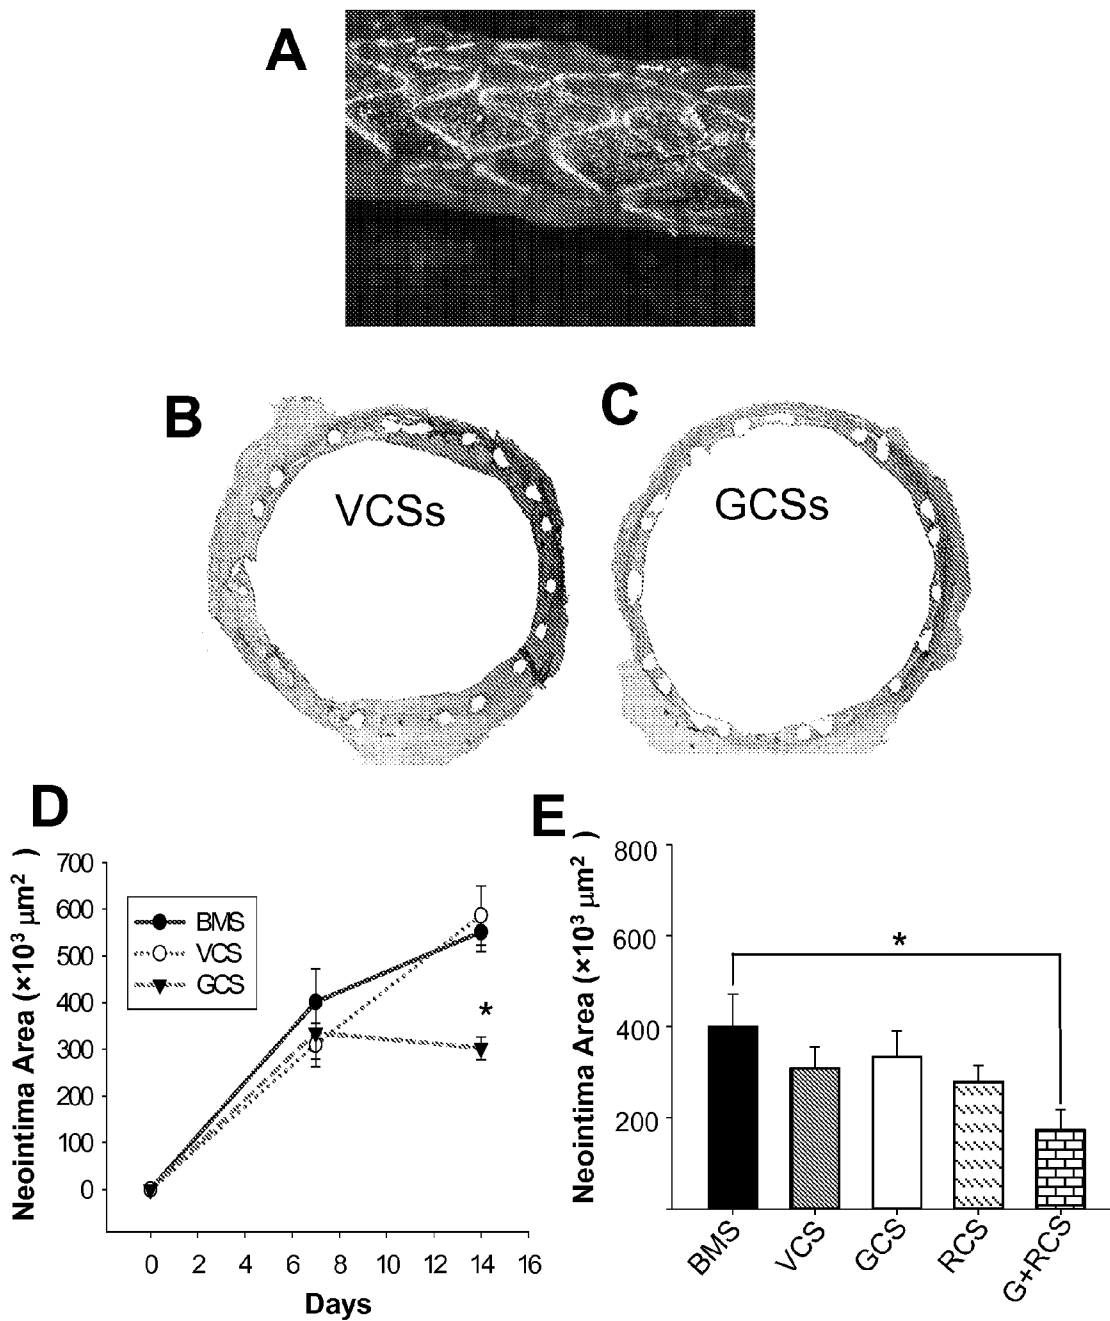 A
B
VCSs
C
GCSs
D
Neointima Area (×10³ µm²)
700
600
500
400
300
200
100
0
BMS
VCS
GCS
*
0 2 4 6 8 10 12 14 16
Days
E
Neointima Area (×10³ µm²)
800
600
400
200
*
BMS
VCS
GCS
RCS
G+RCS